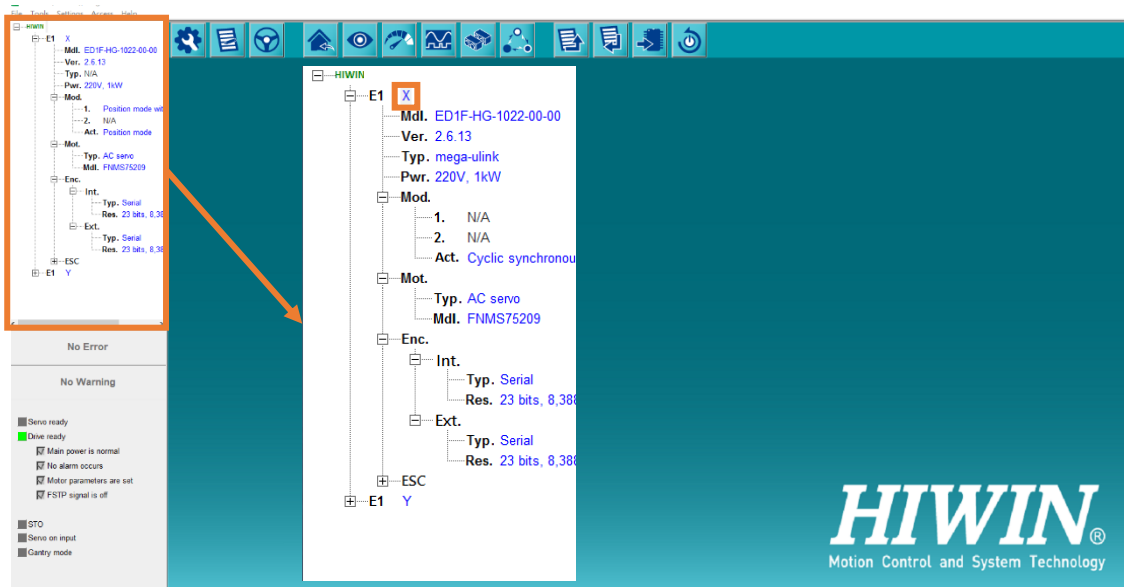 File Tools Settings Access Help
HIWIN
E1 X
Mdl. ED1F-HG-1022-00-00
Ver. 2.6.13
Typ. N/A
Pwr. 220V, 1kW
Mod.
1. Position mode wit
2. N/A
Act. Position mode
Mot.
Typ. AC servo
Mdl. FNMS75209
Enc.
Int.
Typ. Serial
Res. 23 bits, 8,38
Ext.
Typ. Serial
Res. 23 bits, 8,38
ESC
E1 Y
No Error
No Warning
Servo ready
Drive ready
Main power is normal
No alarm occurs
Motor parameters are set
FSTP signal is off
STO
Servo on input
Gantry mode
HIWIN
E1 X
Mdl. ED1F-HG-1022-00-00
Ver. 2.6.13
Typ. mega-ulink
Pwr. 220V, 1kW
Mod.
1. N/A
2. N/A
Act. Cyclic synchronou
Mot.
Typ. AC servo
Mdl. FNMS75209
Enc.
Int.
Typ. Serial
Res. 23 bits, 8,388
Ext.
Typ. Serial
Res. 23 bits, 8,388
ESC
E1 Y
HIWIN®
Motion Control and System Technology